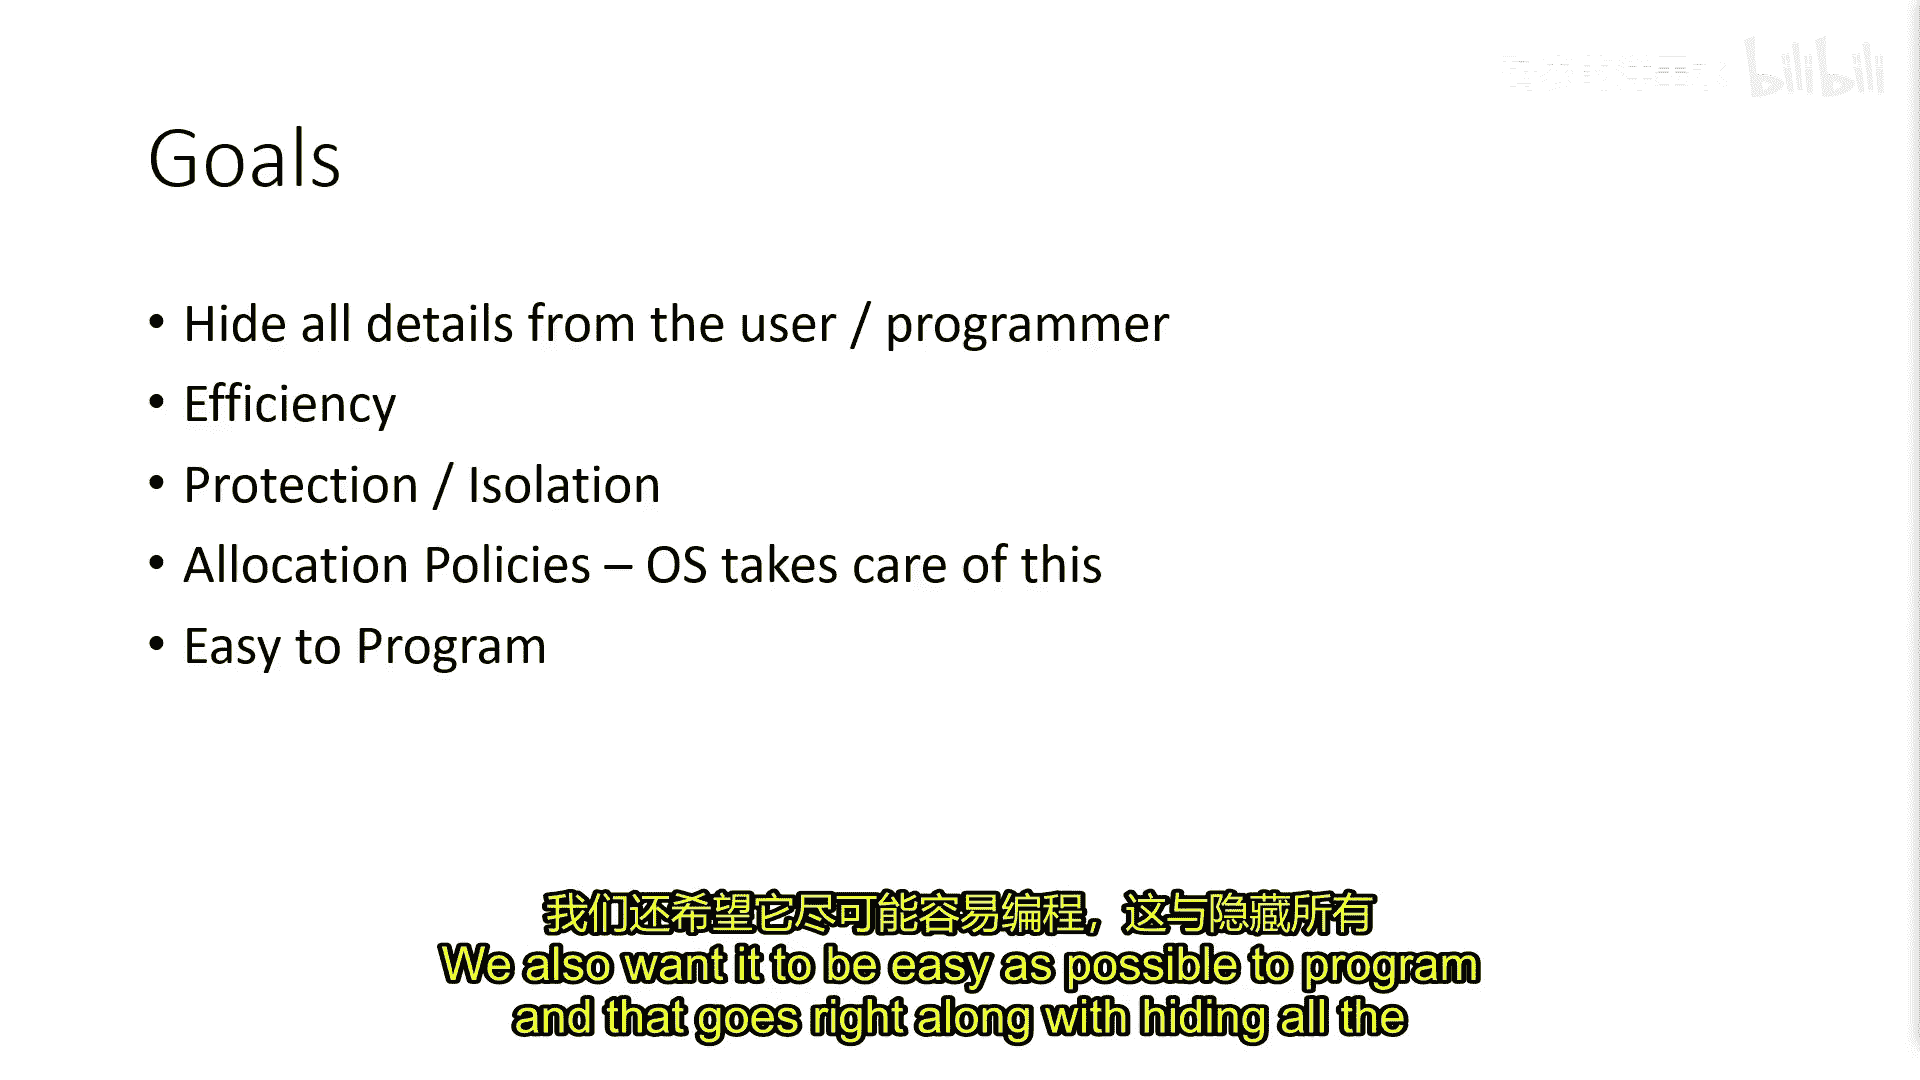 bilibili
Goals
• Hide all details from the user / programmer
• Efficiency
• Protection / Isolation
• Allocation Policies – OS takes care of this
• Easy to Program
我们还希望它尽可能容易编程，这与隐藏所有
We also want it to be easy as possible to program
and that goes right along with hiding all the